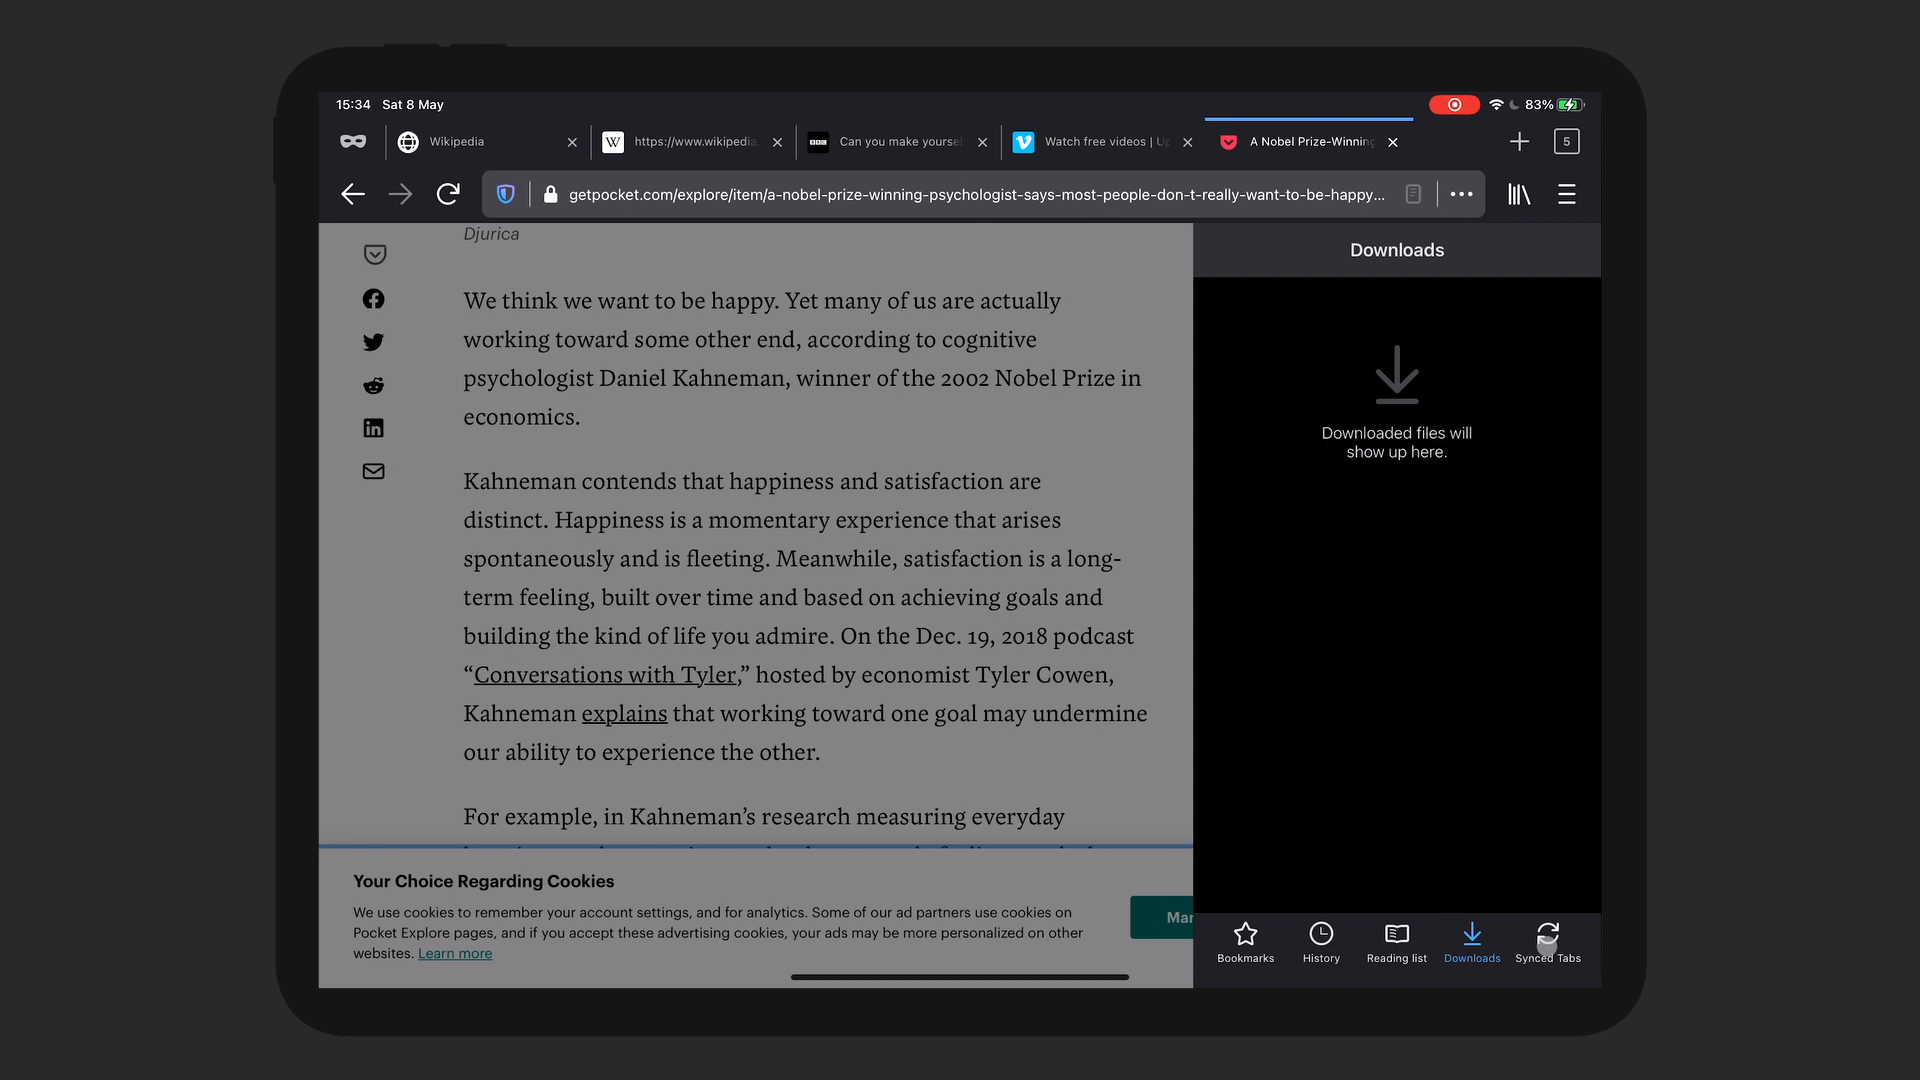 15:34 Sat 8 May
83%
Wikipedia
https://www.wikipedia.
BBC
Can you make yourse
Watch free videos | Up
A Nobel Prize-Winning
5
getpocket.com/explore/item/a-nobel-prize-winning-psychologist-says-most-people-don-t-really-want-to-be-happy...
Djurica
We think we want to be happy. Yet many of us are actually
working toward some other end, according to cognitive
psychologist Daniel Kahneman, winner of the 2002 Nobel Prize in
economics.
Kahneman contends that happiness and satisfaction are
distinct. Happiness is a momentary experience that arises
spontaneously and is fleeting. Meanwhile, satisfaction is a long-
term feeling, built over time and based on achieving goals and
building the kind of life you admire. On the Dec. 19, 2018 podcast
“Conversations with Tyler,” hosted by economist Tyler Cowen,
Kahneman explains that working toward one goal may undermine
our ability to experience the other.
For example, in Kahneman’s research measuring everyday
Your Choice Regarding Cookies
We use cookies to remember your account settings, and for analytics. Some of our ad partners use cookies on
Pocket Explore pages, and if you accept these advertising cookies, your ads may be more personalized on other
websites. Learn more
Mar
Downloads
Downloaded files will
show up here.
Bookmarks
History
Reading list
Downloads
Synced Tabs